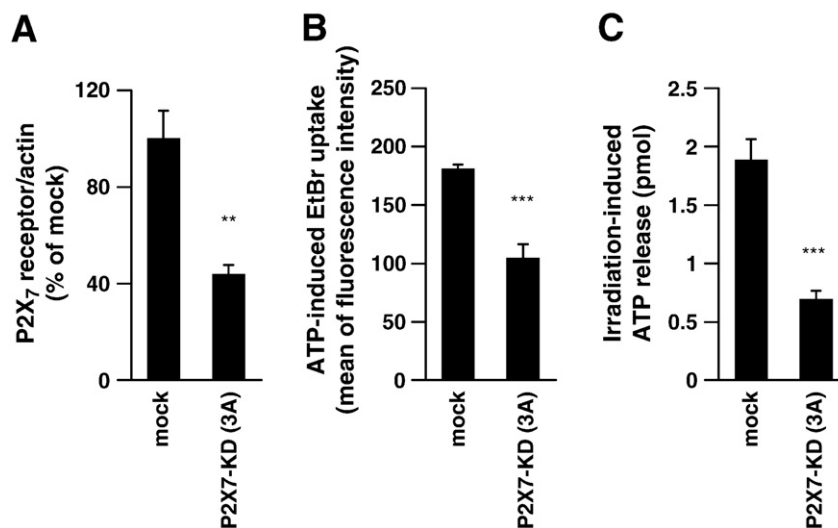 A
P2X7 receptor/actin
(% of mock)
120
80
40
0
**
mock
P2X7-KD (3A)
B
ATP-induced EtBr uptake
(mean of fluorescence intensity)
250
200
150
100
50
0
***
mock
P2X7-KD (3A)
C
Irradiation-induced
ATP release (pmol)
2.5
2
1.5
1
0.5
0
***
mock
P2X7-KD (3A)